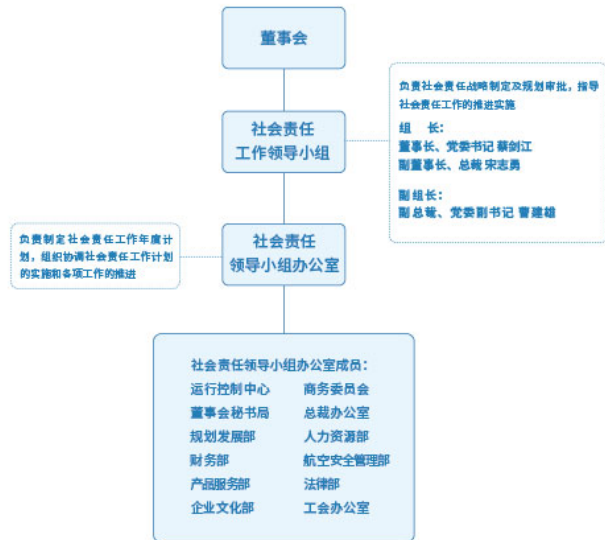 董事会
社会责任
工作领导小组
负责社会责任战略制定及规划审批，指导
社会责任工作的推进实施
组 长：
董事长、党委书记 蔡剑江
副董事长、总裁 宋志勇
副组长：
副总裁、党委副书记 曹建雄
社会责任
领导小组办公室
负责制定社会责任工作年度计
划，组织协调社会责任工作计划
的实施和各项工作的推进
社会责任领导小组办公室成员：
运行控制中心 商务委员会
董事会秘书局 总裁办公室
规划发展部 人力资源部
财务部 航空安全管理部
产品服务部 法律部
企业文化部 工会办公室